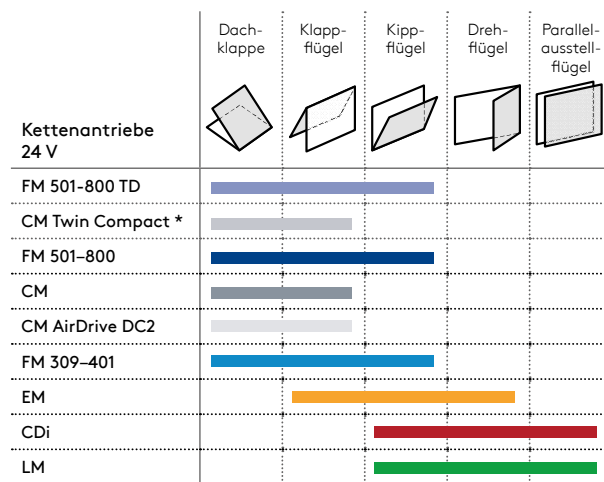 Dach-
klappe
Klapp-
flügel
Kipp-
flügel
Dreh-
flügel
Parallel-
ausstell-
flügel
Kettenantriebe
24 V
FM 501-800 TD
CM Twin Compact *
FM 501–800
CM
CM AirDrive DC2
FM 309–401
EM
CDi
LM